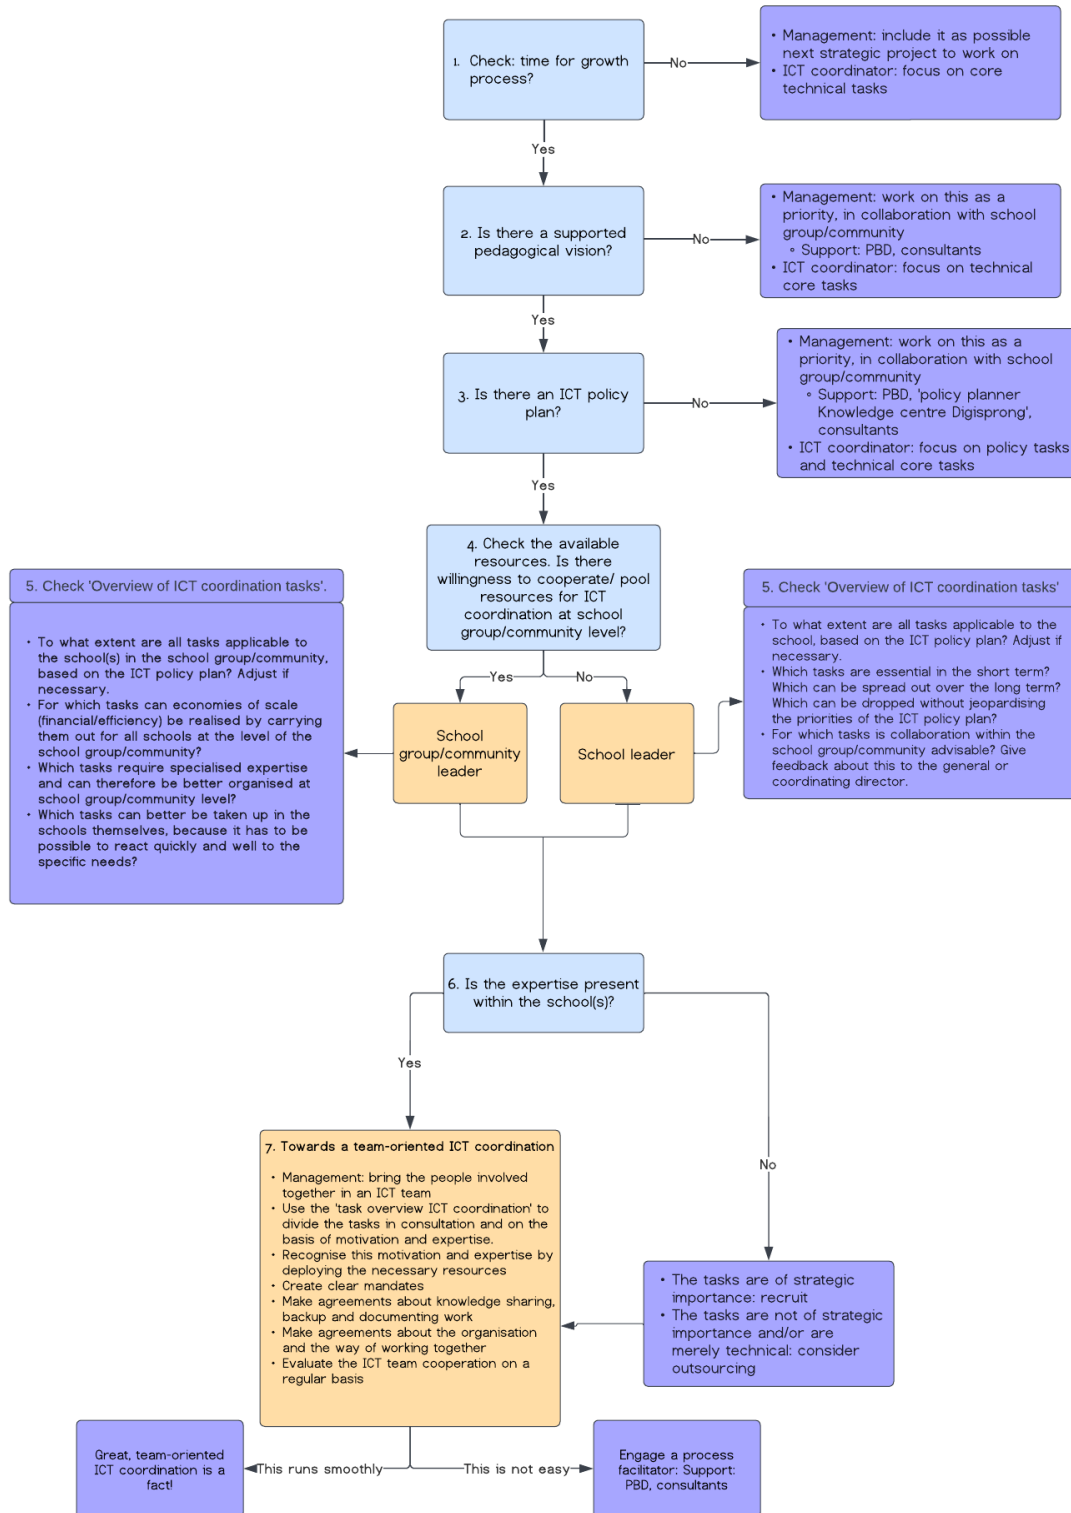 1. Check: time for growth
process?
No
• Management: include it as possible
next strategic project to work on
• ICT coordinator: focus on core
technical tasks
Yes
2. Is there a supported
pedagogical vision?
No
• Management: work on this as a
priority, in collaboration with school
group/community
◦ Support: PBD, consultants
• ICT coordinator: focus on technical
core tasks
Yes
3. Is there an ICT policy
plan?
No
• Management: work on this as a
priority, in collaboration with school
group/community
◦ Support: PBD, 'policy planner
Knowledge centre Digisprong',
consultants
• ICT coordinator: focus on policy tasks
and technical core tasks
Yes
4. Check the available
resources. Is there
willingness to cooperate/ pool
resources for ICT
coordination at school
group/community level?
Yes
No
School
group/community
leader
School leader
5. Check 'Overview of ICT coordination tasks'.
• To what extent are all tasks applicable to
the school(s) in the school group/community,
based on the ICT policy plan? Adjust if
necessary.
• For which tasks can economies of scale
(financial/efficiency) be realised by carrying
them out for all schools at the level of the
school group/community?
• Which tasks require specialised expertise
and can therefore be better organised at
school group/community level?
• Which tasks can better be taken up in the
schools themselves, because it has to be
possible to react quickly and well to the
specific needs?
5. Check 'Overview of ICT coordination tasks'
• To what extent are all tasks applicable to the
school, based on the ICT policy plan? Adjust if
necessary.
• Which tasks are essential in the short term?
Which can be spread out over the long term?
Which can be dropped without jeopardising
the priorities of the ICT policy plan?
• For which tasks is collaboration within the
school group/community advisable? Give
feedback about this to the general or
coordinating director.
6. Is the expertise present
within the school(s)?
Yes
No
7. Towards a team-oriented ICT coordination
• Management: bring the people involved
together in an ICT team
• Use the 'task overview ICT coordination' to
divide the tasks in consultation and on the
basis of motivation and expertise.
• Recognise this motivation and expertise by
deploying the necessary resources
• Create clear mandates
• Make agreements about knowledge sharing,
backup and documenting work
• Make agreements about the organisation
and the way of working together
• Evaluate the ICT team cooperation on a
regular basis
• The tasks are of strategic
importance: recruit
• The tasks are not of strategic
importance and/or are
merely technical: consider
outsourcing
Great, team-oriented
ICT coordination is a
fact!
This runs smoothly
This is not easy
Engage a process
facilitator: Support:
PBD, consultants